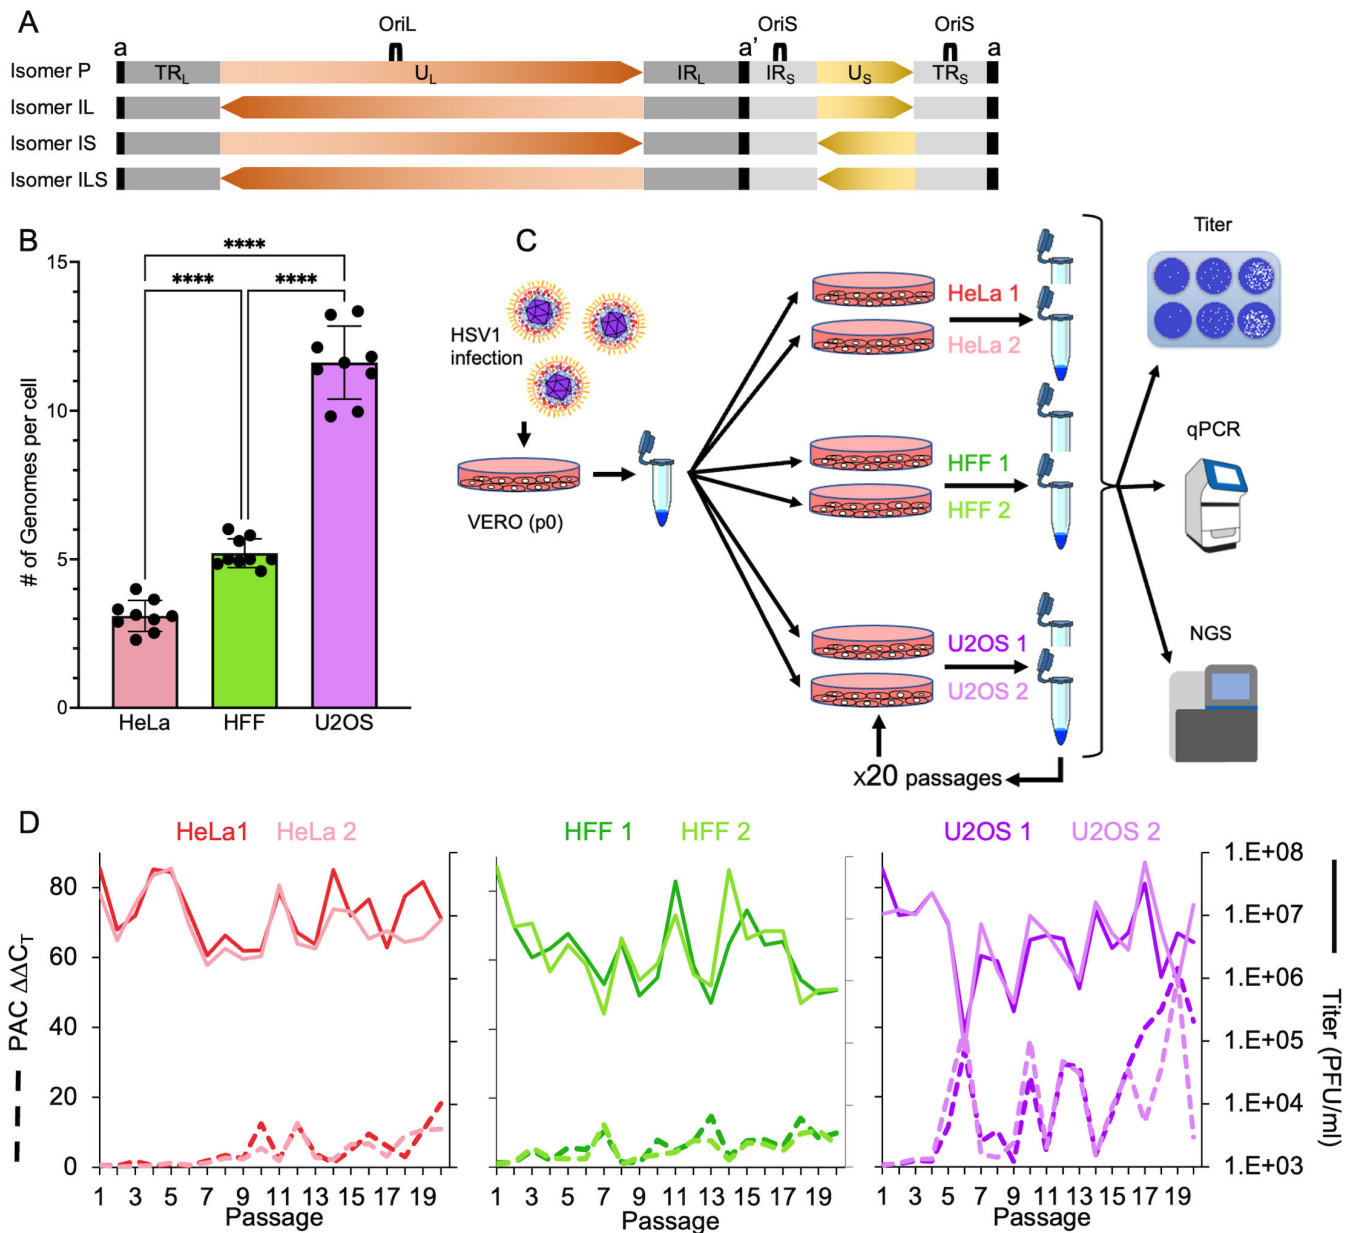 A
OriL
OriS
OriS
a
a'
a
Isomer P
TRL
UL
IRL
IRS
US
TRS
Isomer IL
Isomer IS
Isomer ILS
B
****
****
****
15
10
5
0
# of Genomes per cell
HeLa
HFF
U2OS
C
HSV1
infection
VERO (p0)
HeLa 1
HeLa 2
HFF 1
HFF 2
U2OS 1
U2OS 2
x20 passages
Titer
qPCR
NGS
D
HeLa1
HeLa 2
HFF 1
HFF 2
U2OS 1
U2OS 2
PAC ΔΔCT
80
60
40
20
0
1 3 5 7 9 11 13 15 17 19
Passage
1 3 5 7 9 11 13 15 17 19
Passage
1 3 5 7 9 11 13 15 17 19
Passage
1.E+08
1.E+07
1.E+06
1.E+05
1.E+04
1.E+03
Titer (PFU/ml)